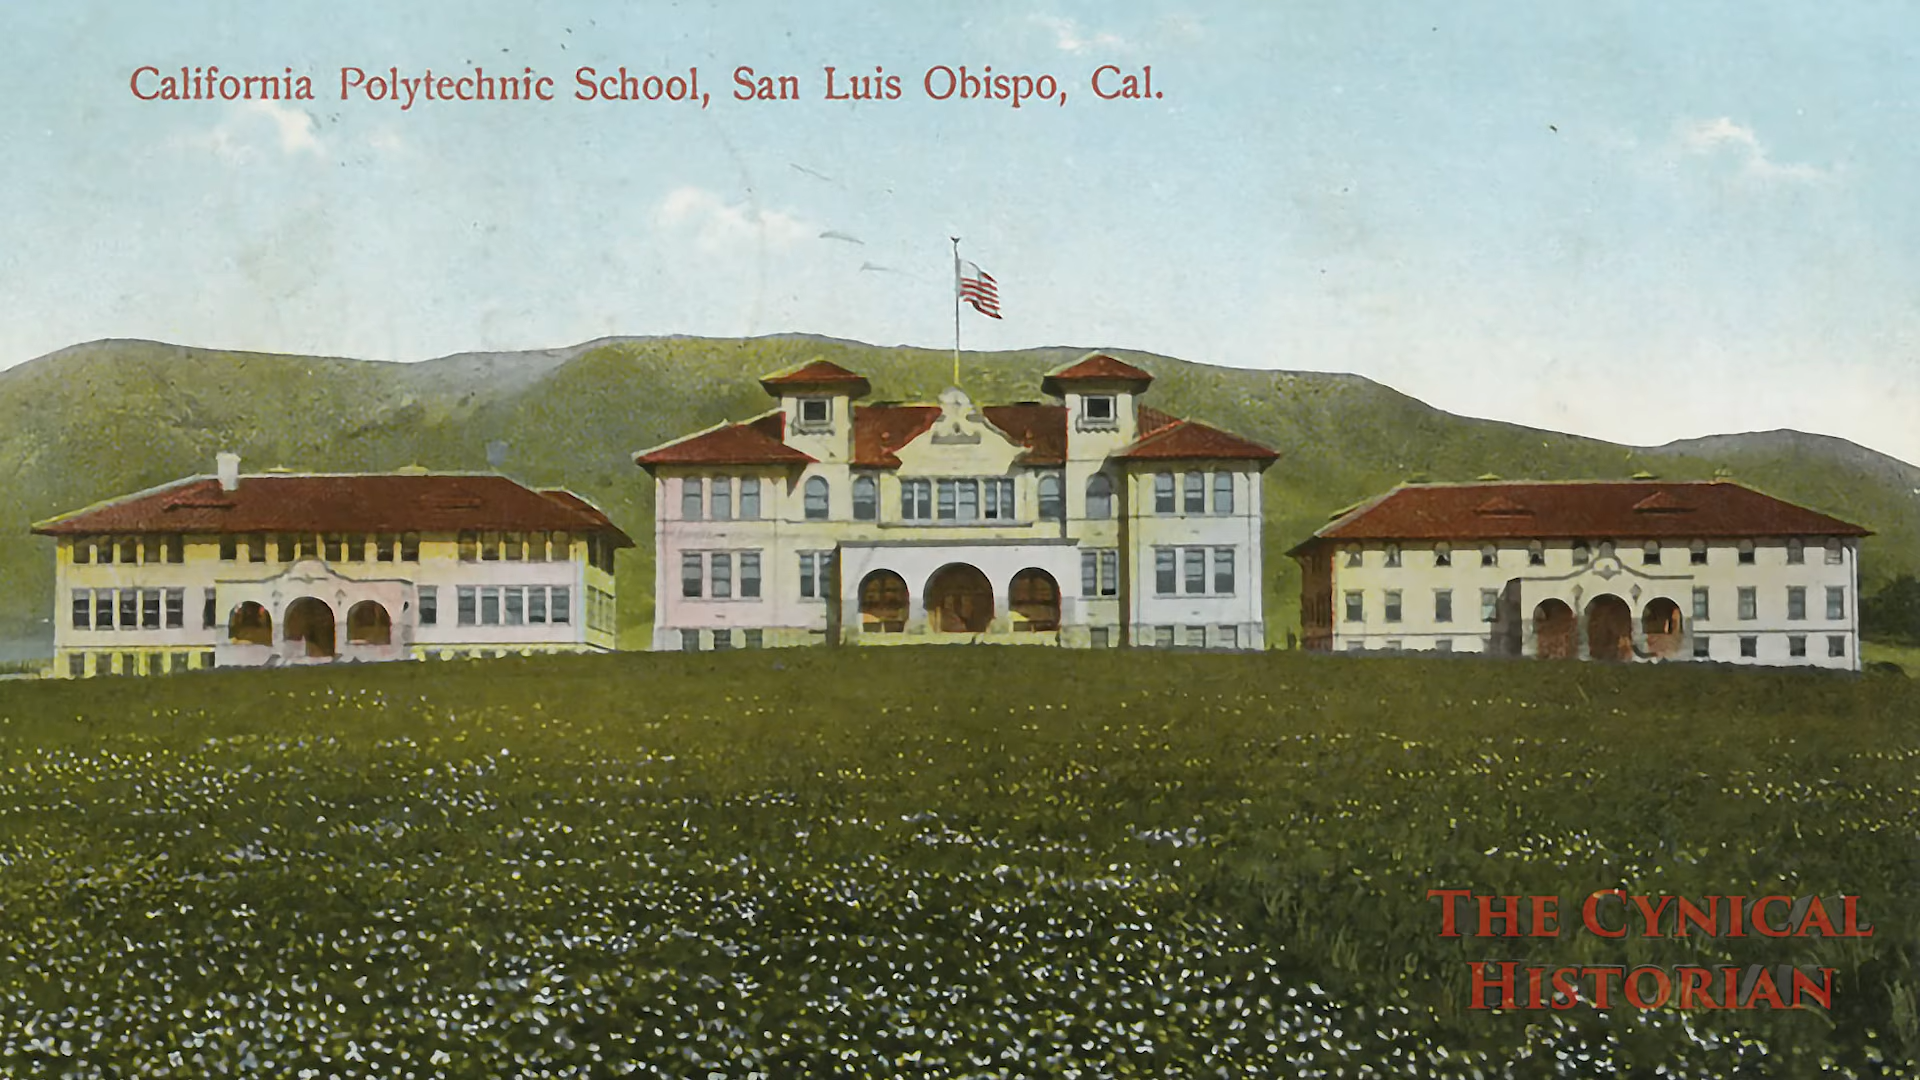 California Polytechnic School, San Luis Obispo, Cal.
THE CYNICAL
HISTORIAN